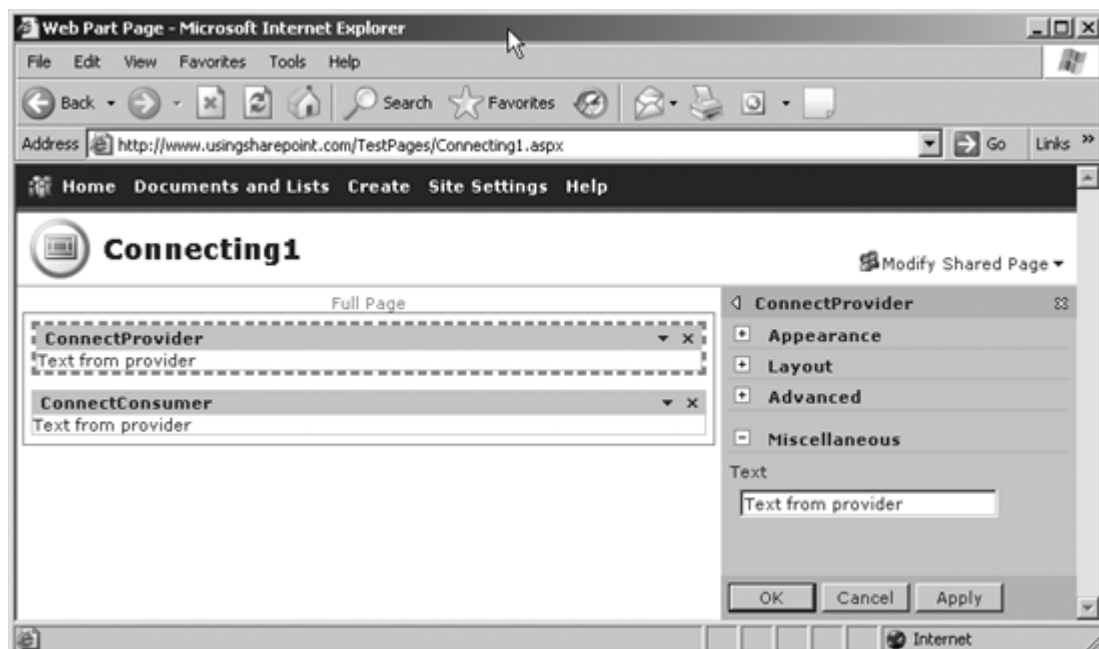 Web Part Page - Microsoft Internet Explorer
File Edit View Favorites Tools Help
Back Search Favorites
Address http://www.usingsharepoint.com/TestPages/Connecting1.aspx Go Links »
Home Documents and Lists Create Site Settings Help
Connecting1
Modify Shared Page
Full Page
ConnectProvider
Text from provider
ConnectConsumer
Text from provider
ConnectProvider
Appearance
Layout
Advanced
Miscellaneous
Text
Text from provider
OK Cancel Apply
Internet